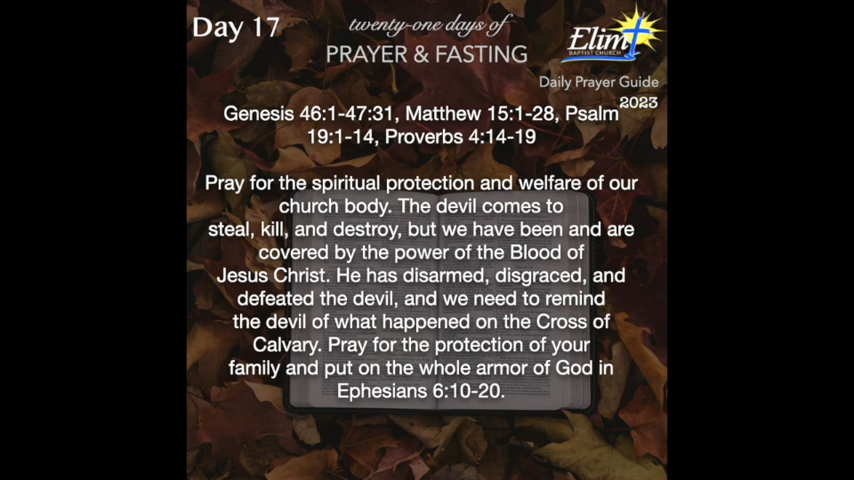 Day 17
twenty-one days of
PRAYER & FASTING
Elim
BAPTIST CHURCH
Daily Prayer Guide
2023
Genesis 46:1-47:31, Matthew 15:1-28, Psalm
19:1-14, Proverbs 4:14-19
Pray for the spiritual protection and welfare of our
church body. The devil comes to
steal, kill, and destroy, but we have been and are
covered by the power of the Blood of
Jesus Christ. He has disarmed, disgraced, and
defeated the devil, and we need to remind
the devil of what happened on the Cross of
Calvary. Pray for the protection of your
family and put on the whole armor of God in
Ephesians 6:10-20.